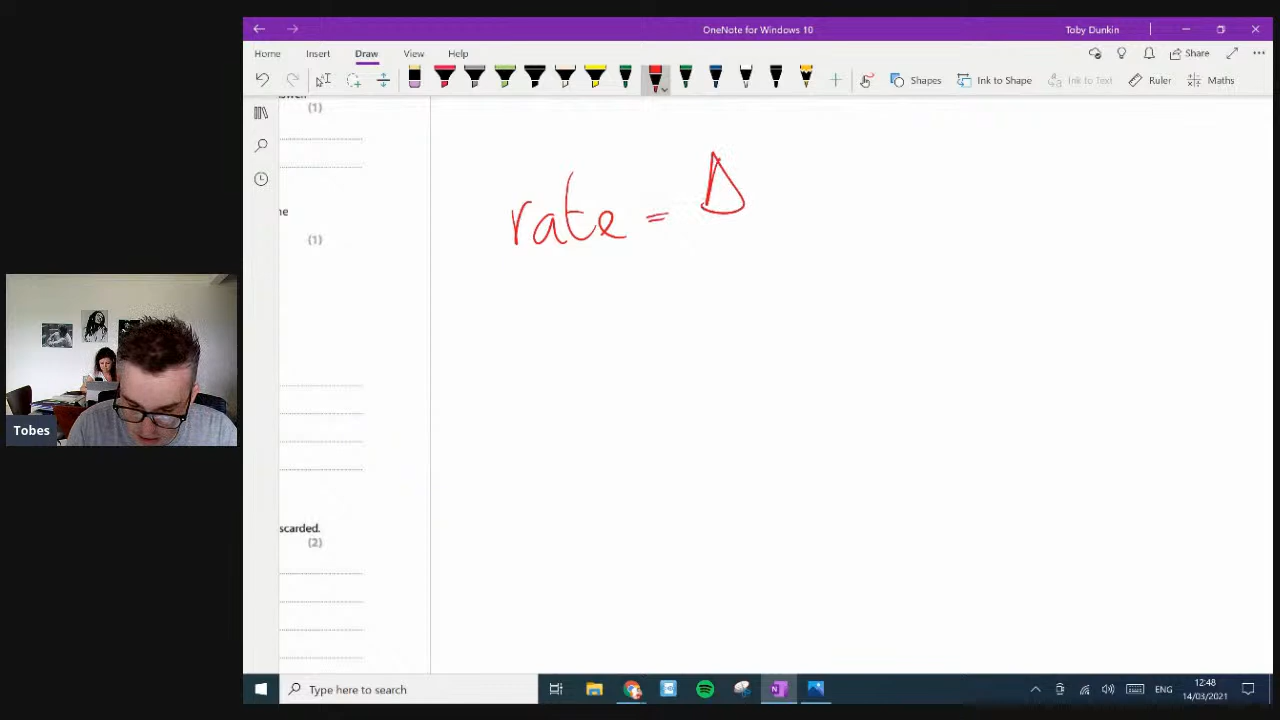 OneNote for Windows 10
Toby Dunkin
Home Insert Draw View Help
Share
Shapes Ink to Shape Ink to Text Ruler Maths
(1)
rate = Δ
(1)
Tobes
scarded.
(2)
Type here to search
ENG
12:48
14/03/2021